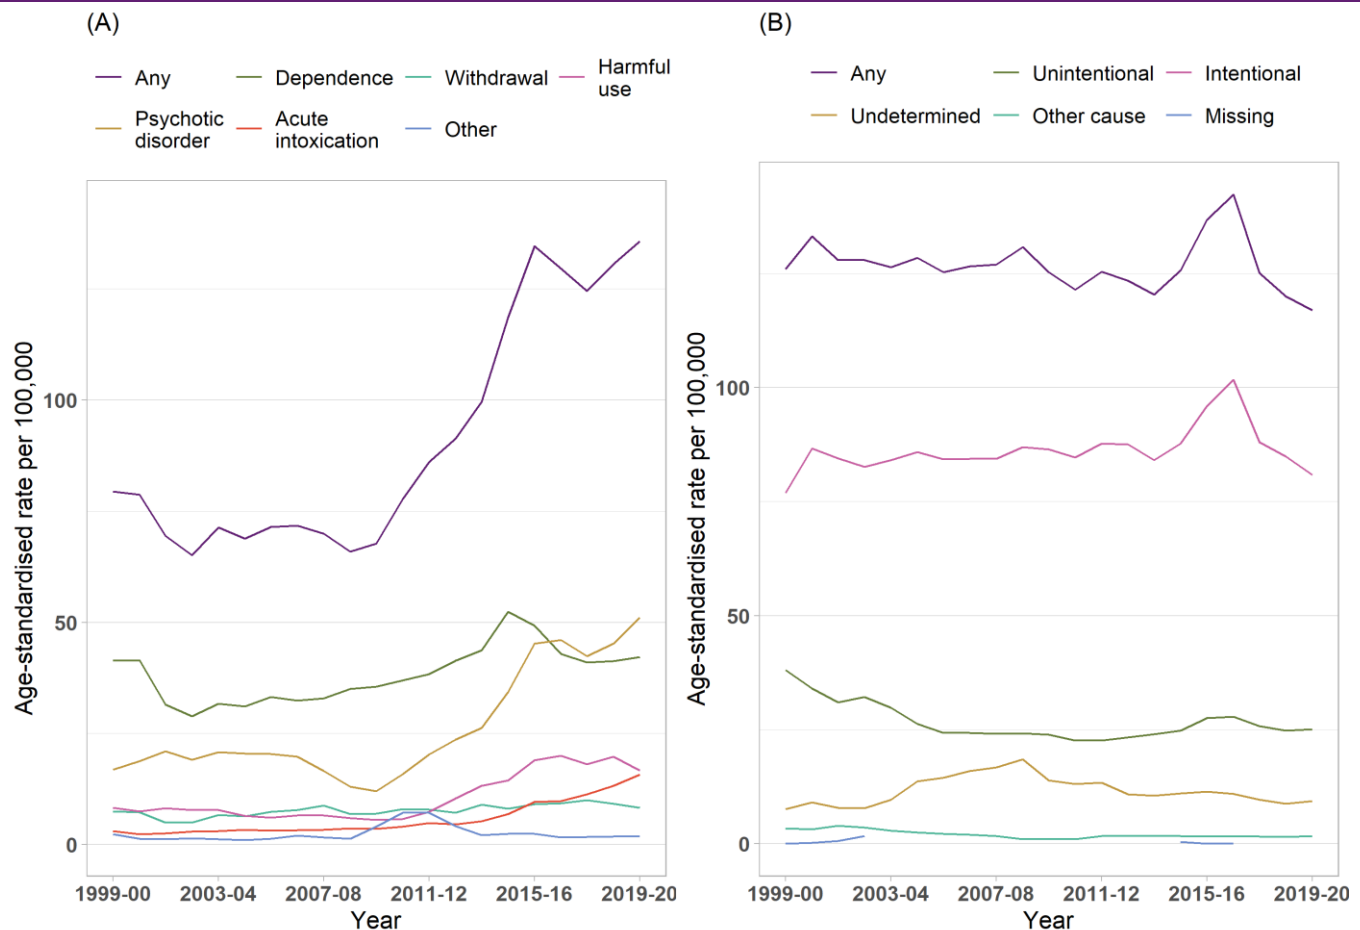 (A)
Any
Dependence
Withdrawal
Harmful
use
Psychotic
disorder
Acute
intoxication
Other
Age-standardised rate per 100,000
100
50
0
1999-00
2003-04
2007-08
2011-12
2015-16
2019-20
Year
(B)
Any
Unintentional
Intentional
Undetermined
Other cause
Missing
Age-standardised rate per 100,000
100
50
0
1999-00
2003-04
2007-08
2011-12
2015-16
2019-20
Year